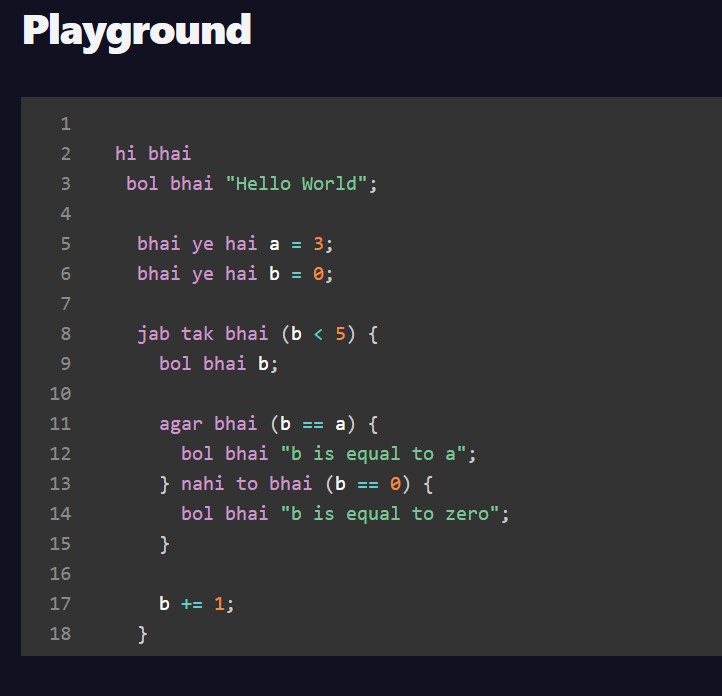 Playground
1
2 hi bhai
3 bol bhai "Hello World";
4
5 bhai ye hai a = 3;
6 bhai ye hai b = 0;
7
8 jab tak bhai (b < 5) {
9 bol bhai b;
10
11 agar bhai (b == a) {
12 bol bhai "b is equal to a";
13 } nahi to bhai (b == 0) {
14 bol bhai "b is equal to zero";
15 }
16
17 b += 1;
18 }